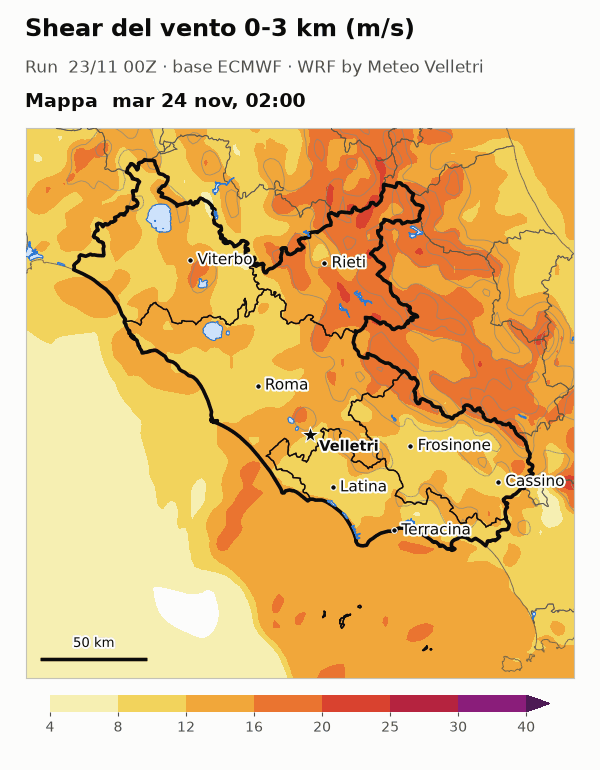 Shear del vento 0-3 km (m/s)
Run  23/11 00Z · base ECMWF · WRF by Meteo Velletri
Mappa  mar 24 nov, 02:00
Viterbo
Rieti
Roma
Velletri
Frosinone
Cassino
Latina
Terracina
50 km
4 8 12 16 20 25 30 40